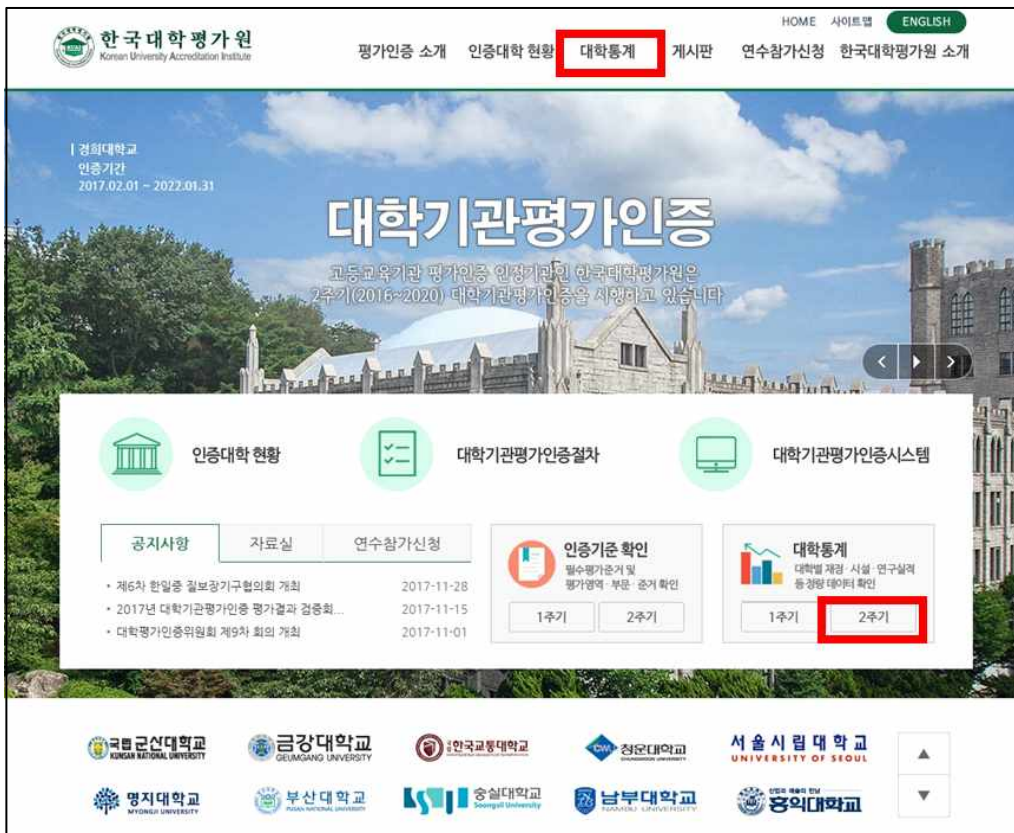 HOME 사이트맵 ENGLISH
한국대학평가원
Korean University Accreditation Institute
평가인증 소개 인증대학 현황 대학통계 게시판 연수참가신청 한국대학평가원 소개
경희대학교
인증기간
2017.02.01 ~ 2022.01.31
대학기관평가인증
고등교육기관 평가인증 인정기관인 한국대학평가원은
2주기(2016~2020) 대학기관평가인증을 시행하고 있습니다
인증대학 현황 대학기관평가인증절차 대학기관평가인증시스템
공지사항 자료실 연수참가신청
• 제6차 한일중 질보장기구협의회 개최 2017-11-28
• 2017년 대학기관평가인증 평가결과 검증회... 2017-11-15
• 대학평가인증위원회 제9차 회의 개최 2017-11-01
인증기준 확인
필수평가준거 및
평가영역 · 부문 · 준거 확인
1주기 2주기
대학통계
대학별 재정 · 시설 · 연구실적
등 정량 데이터 확인
1주기 2주기
국립군산대학교
KUNSAN NATIONAL UNIVERSITY
금강대학교
GEUMGANG UNIVERSITY
한국교통대학교
청운대학교
CHUNGWOON UNIVERSITY
서울시립대학교
UNIVERSITY OF SEOUL
명지대학교
MYONGJI UNIVERSITY
부산대학교
PUSAN NATIONAL UNIVERSITY
숭실대학교
Soongsil University
남부대학교
NAMBU UNIVERSITY
홍익대학교